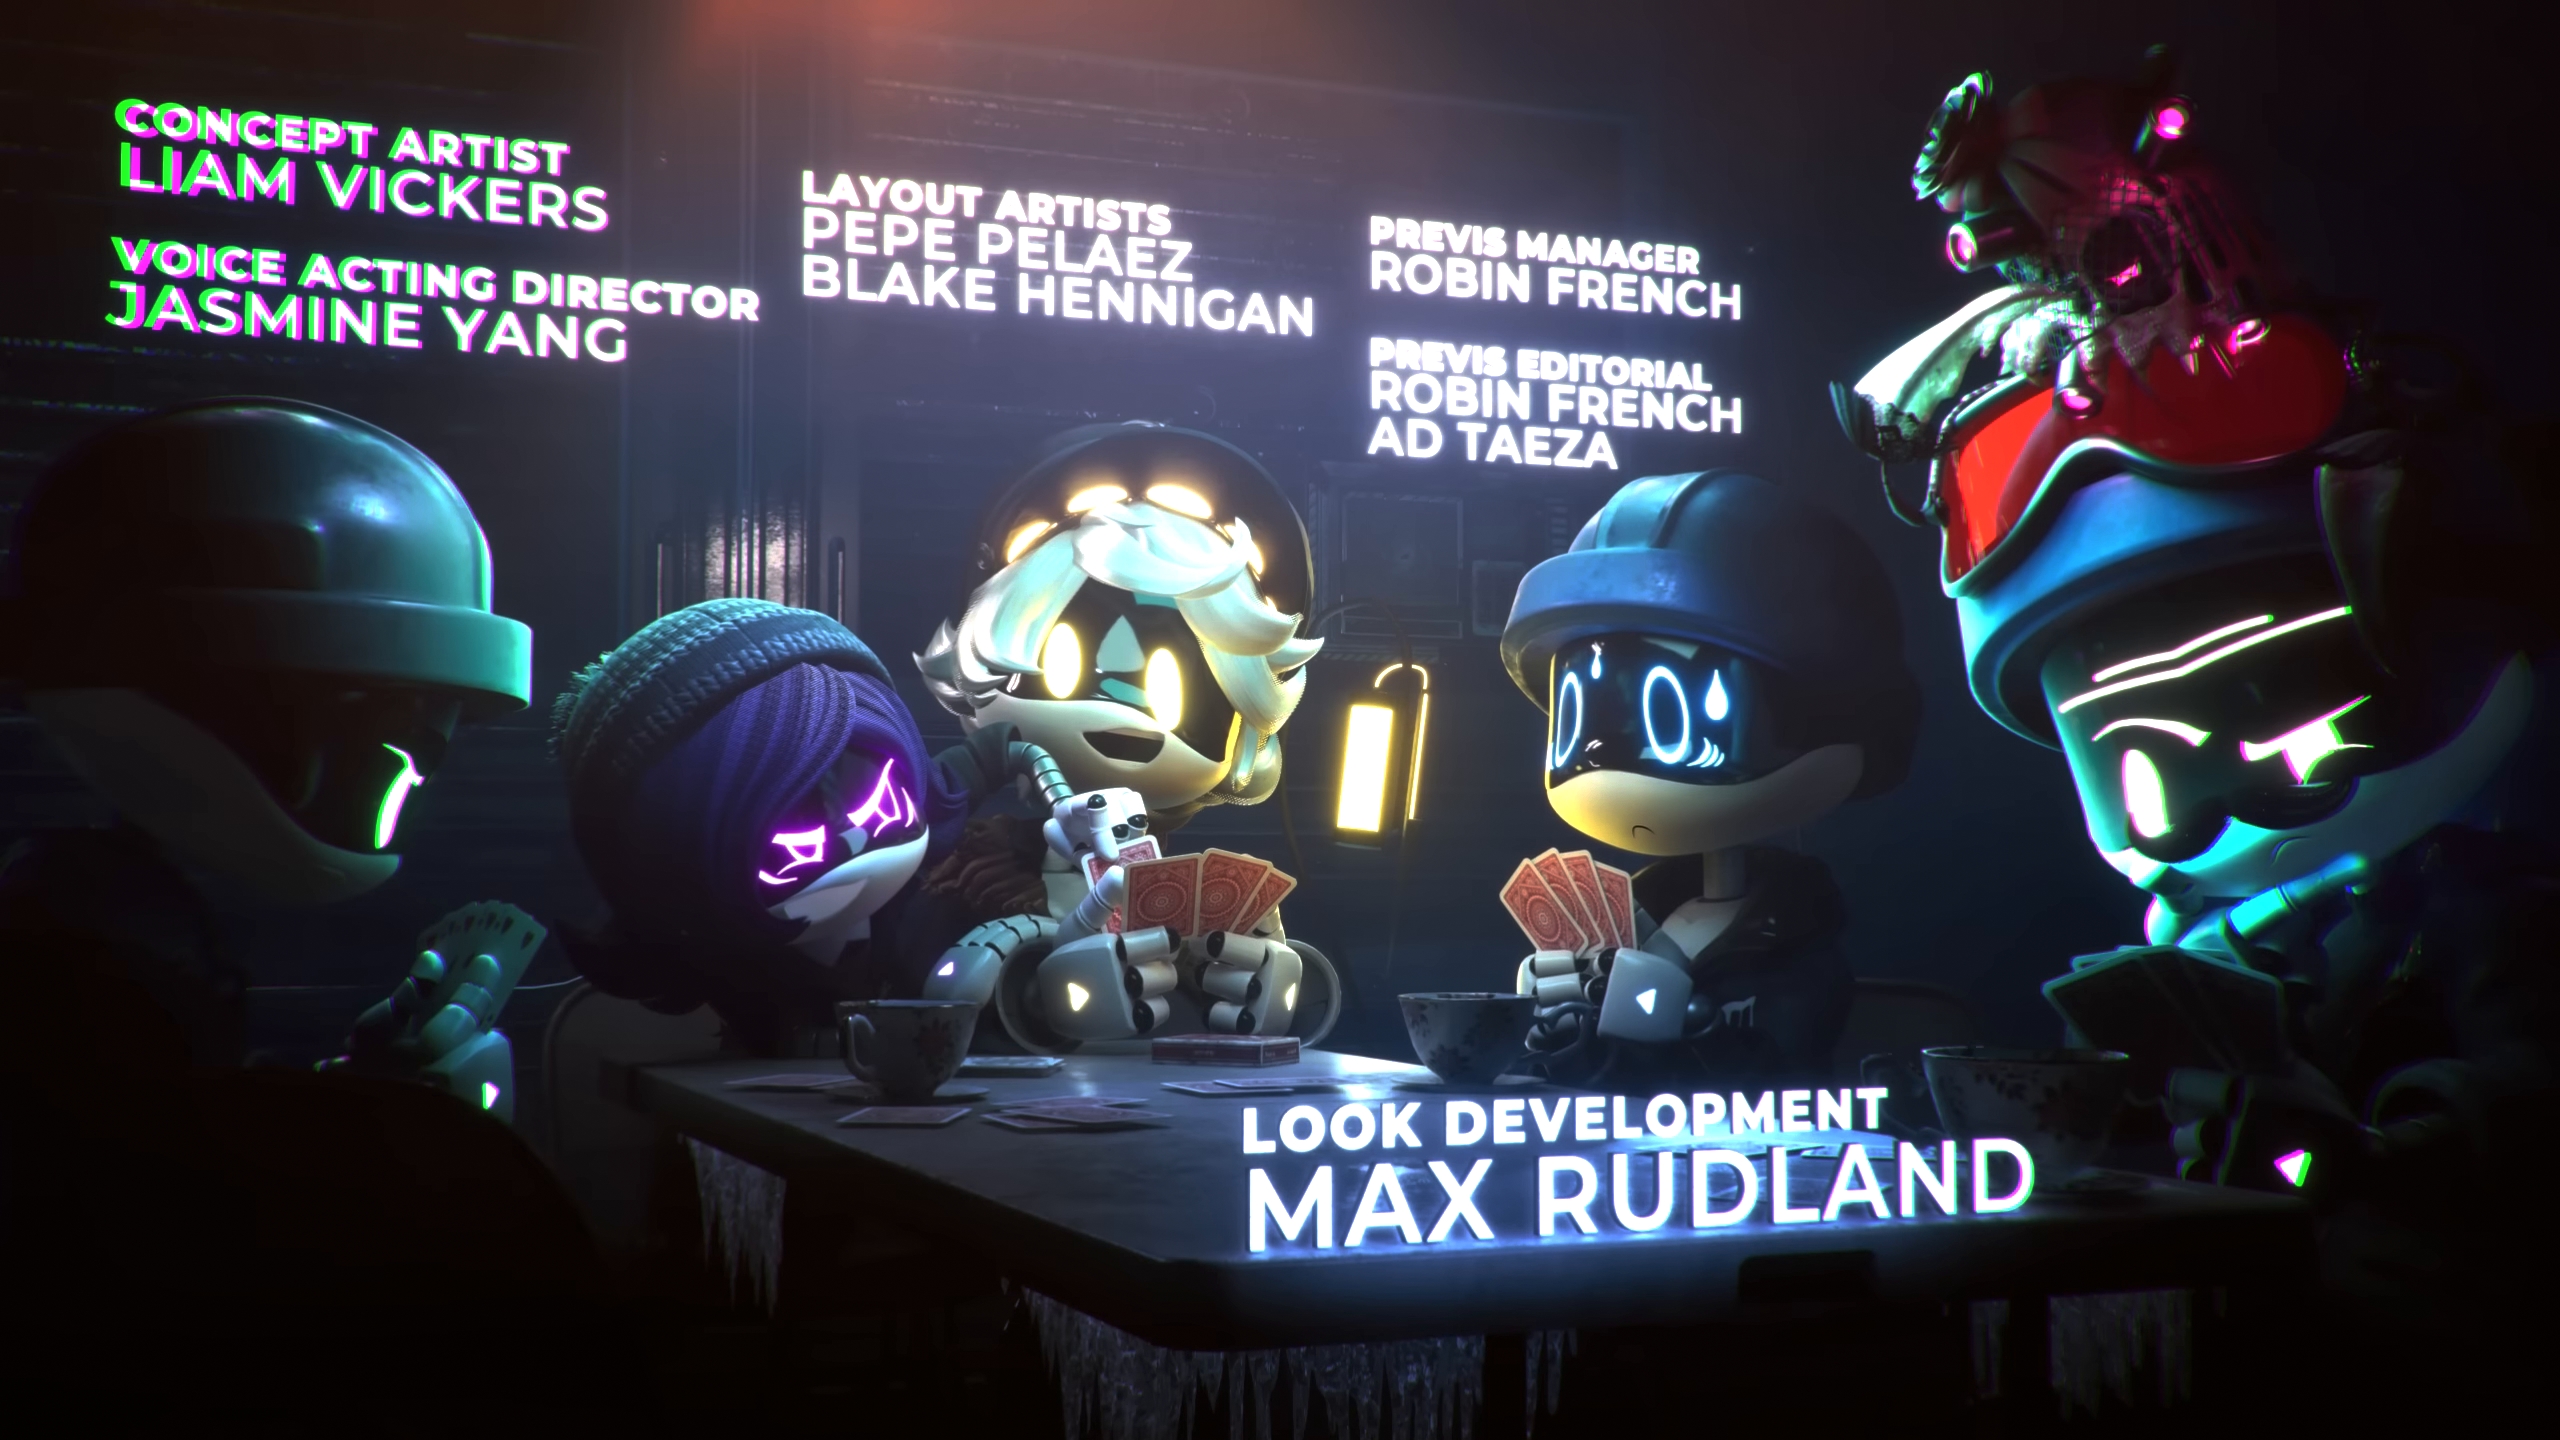 CONCEPT ARTIST
LIAM VICKERS
VOICE ACTING DIRECTOR
JASMINE YANG
LAYOUT ARTISTS
PEPE PELAEZ
BLAKE HENNIGAN
PREVIS MANAGER
ROBIN FRENCH
PREVIS EDITORIAL
ROBIN FRENCH
AD TAEZA
LOOK DEVELOPMENT
MAX RUDLAND